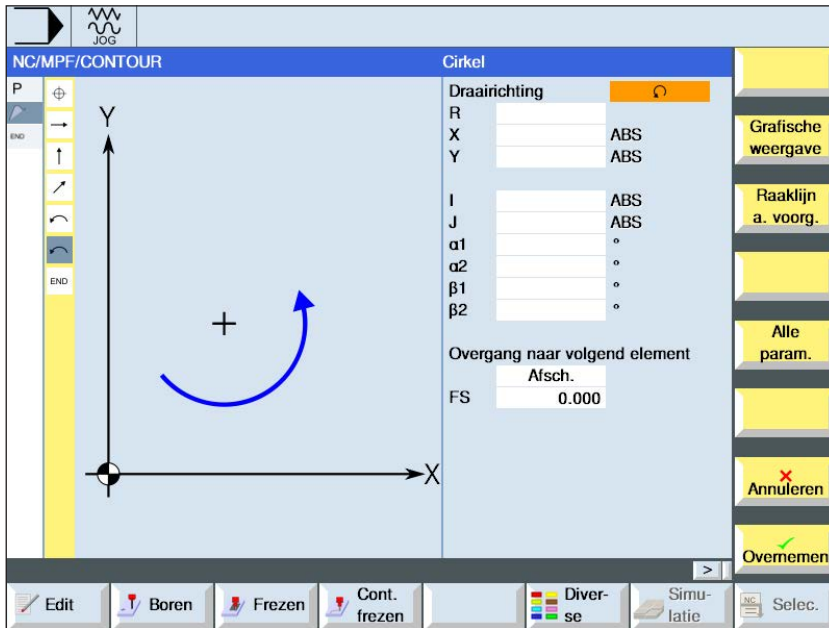 JOG
NC/MPF/CONTOUR
Cirkel
P
END
END
Y
X
Draairichting
R
X ABS
Y ABS
I ABS
J ABS
α1 °
α2 °
β1 °
β2 °
Overgang naar volgend element
Afsch.
FS 0.000
Grafische
weergave
Raaklijn
a. voorg.
Alle
param.
Annuleren
Overnemen
>
Edit
Boren
Frezen
Cont.
frezen
Diver-
se
Simu-
latie
NC
Selec.